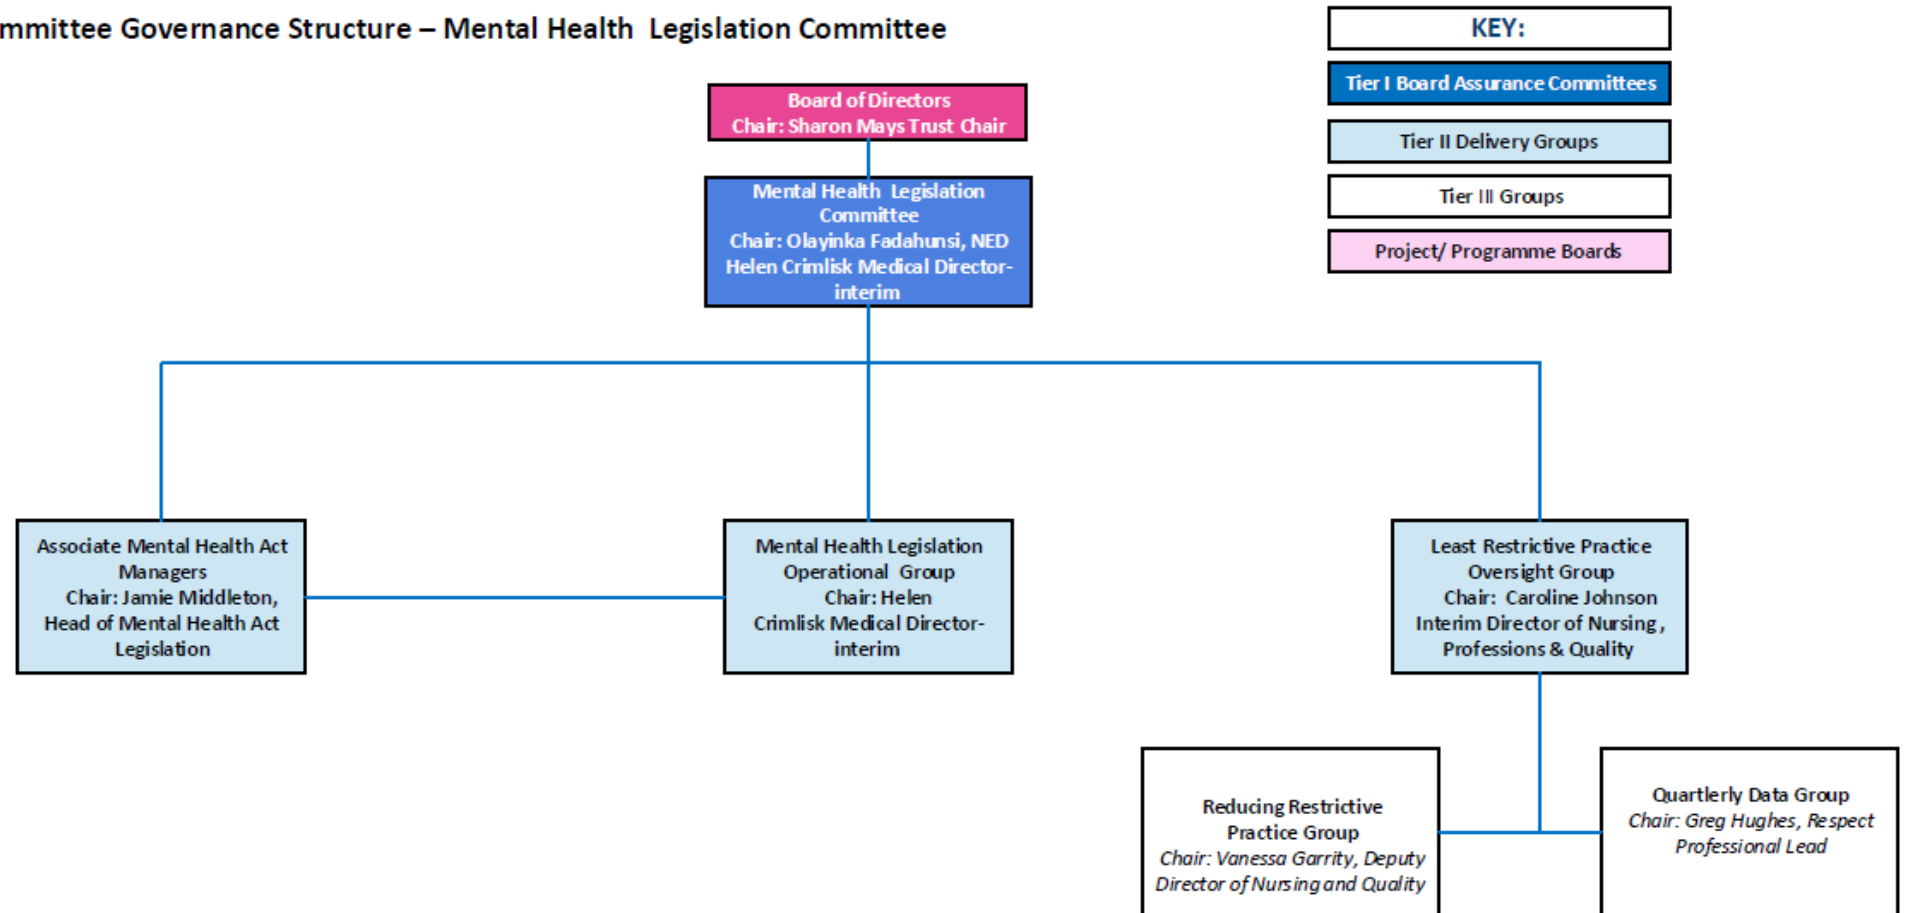 mmittee Governance Structure – Mental Health Legislation Committee
KEY:
Tier I Board Assurance Committees
Tier II Delivery Groups
Tier III Groups
Project/ Programme Boards
Board of Directors
Chair: Sharon Mays Trust Chair
Mental Health Legislation
Committee
Chair: Olayinka Fadahunsi, NED
Helen Crimlisk Medical Director-
interim
Associate Mental Health Act
Managers
Chair: Jamie Middleton,
Head of Mental Health Act
Legislation
Mental Health Legislation
Operational Group
Chair: Helen
Crimlisk Medical Director-
interim
Least Restrictive Practice
Oversight Group
Chair: Caroline Johnson
Interim Director of Nursing,
Professions & Quality
Reducing Restrictive
Practice Group
Chair: Vanessa Garrity, Deputy
Director of Nursing and Quality
Quartlerly Data Group
Chair: Greg Hughes, Respect
Professional Lead